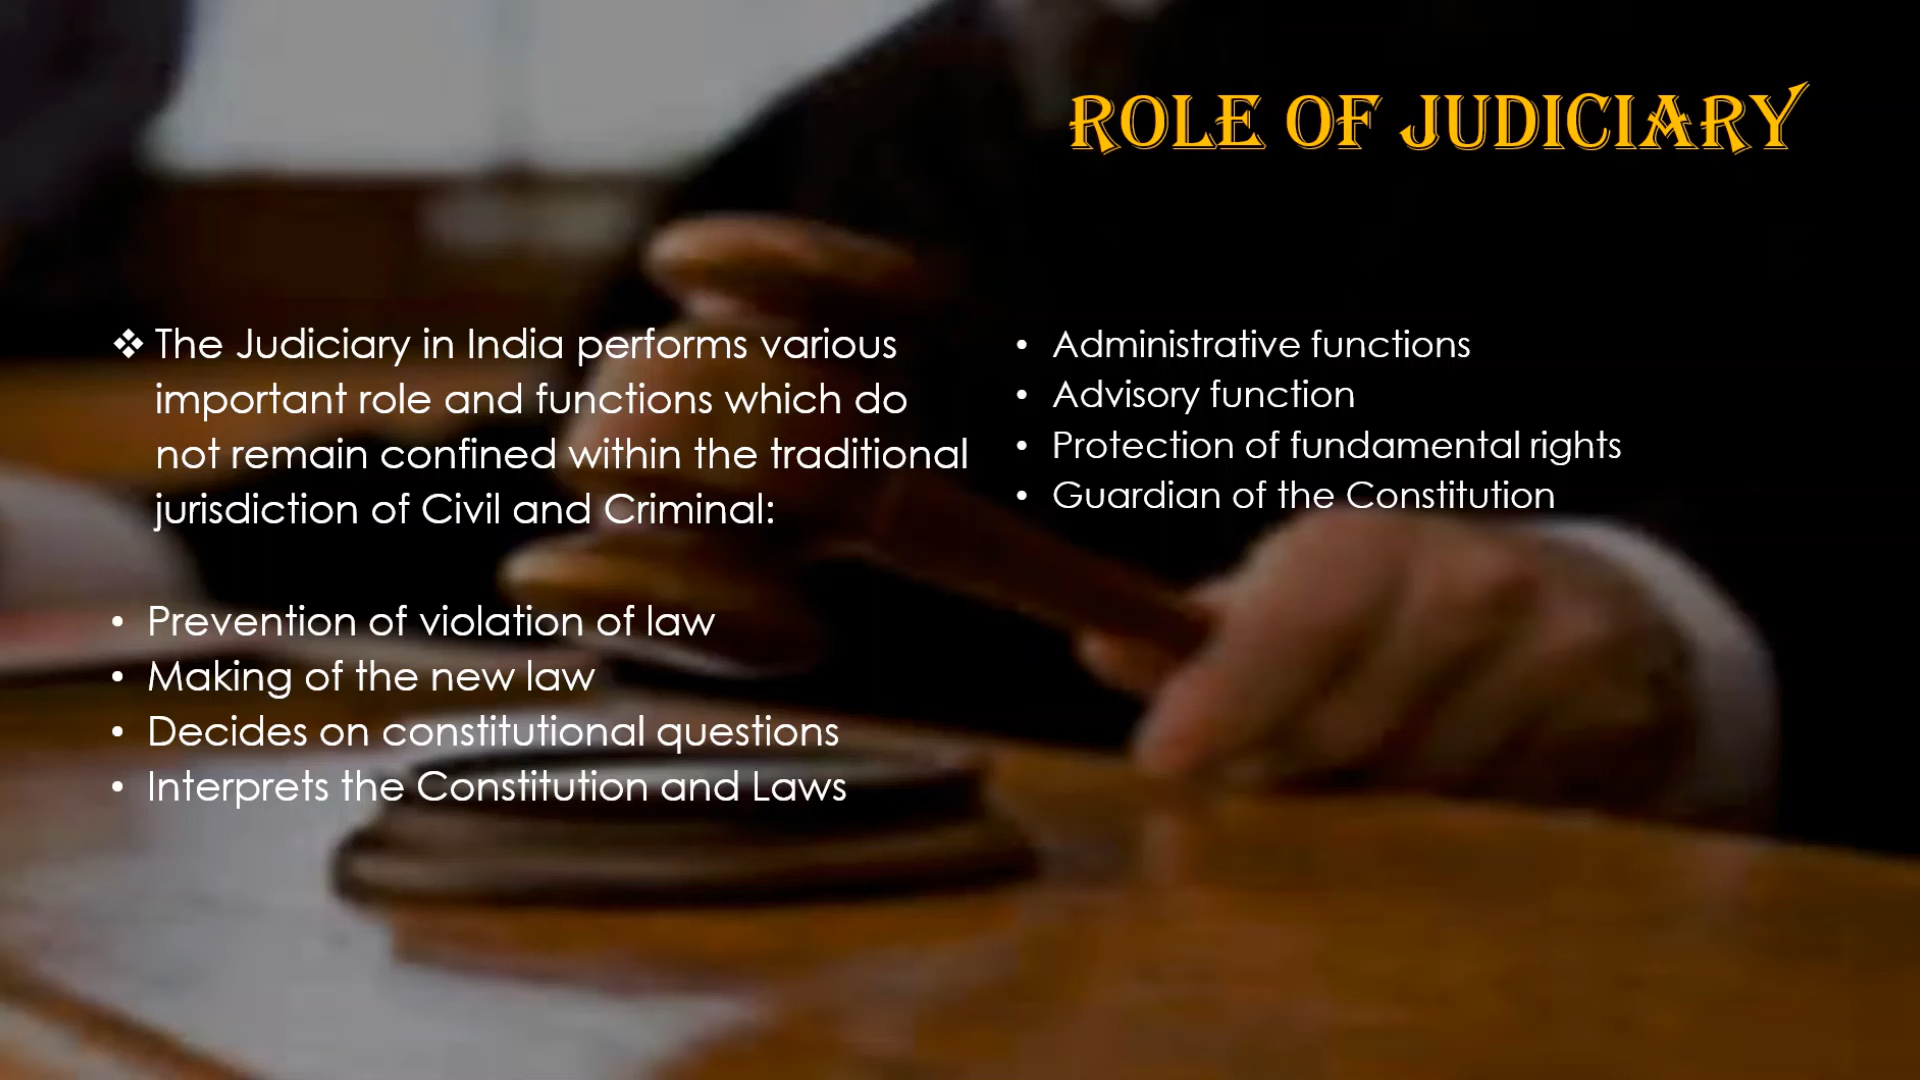 ROLE OF JUDICIARY
❖ The Judiciary in India performs various
important role and functions which do
not remain confined within the traditional
jurisdiction of Civil and Criminal:
• Prevention of violation of law
• Making of the new law
• Decides on constitutional questions
• Interprets the Constitution and Laws
• Administrative functions
• Advisory function
• Protection of fundamental rights
• Guardian of the Constitution